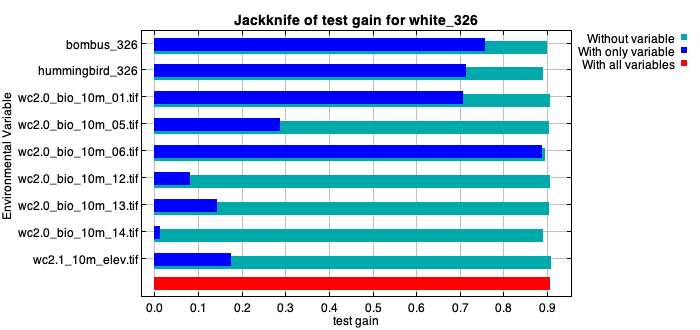 Jackknife of test gain for white_326
Without variable
With only variable
With all variables
Environmental Variable
bombus_326
hummingbird_326
wc2.0_bio_10m_01.tif
wc2.0_bio_10m_05.tif
wc2.0_bio_10m_06.tif
wc2.0_bio_10m_12.tif
wc2.0_bio_10m_13.tif
wc2.0_bio_10m_14.tif
wc2.1_10m_elev.tif
0.0 0.1 0.2 0.3 0.4 0.5 0.6 0.7 0.8 0.9
test gain